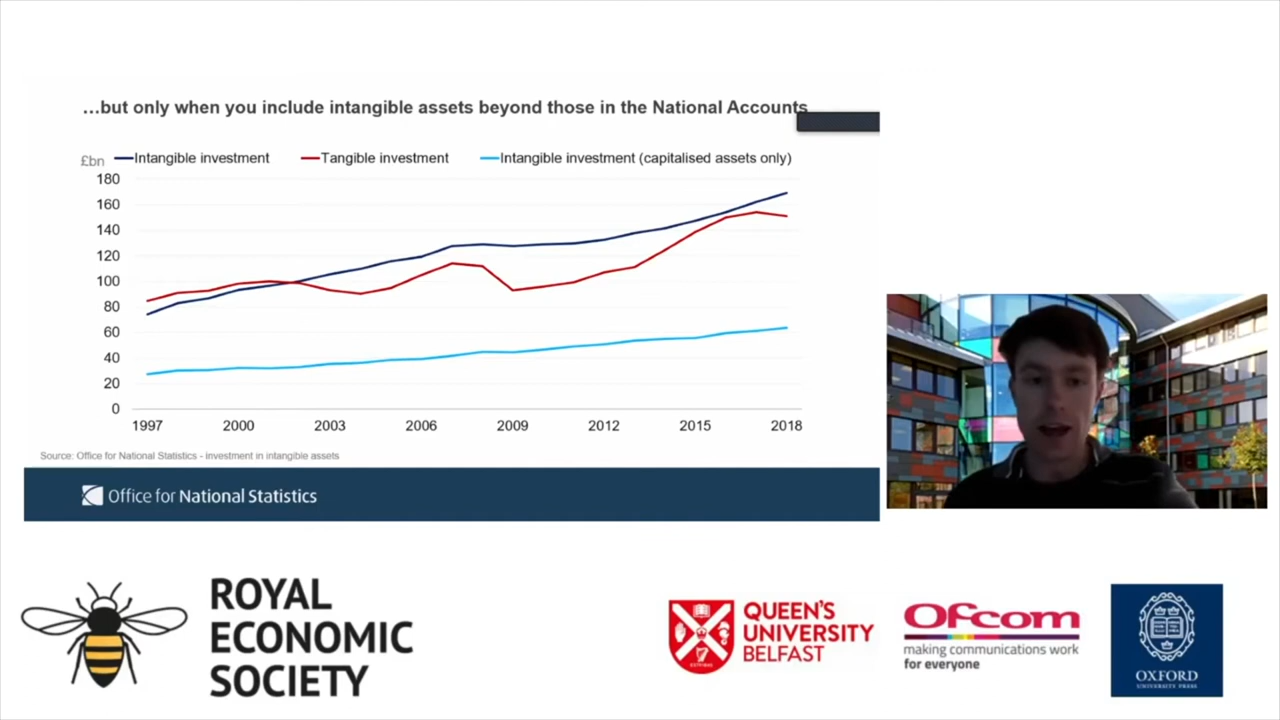 …but only when you include intangible assets beyond those in the National Accounts
£bn
Intangible investment
Tangible investment
Intangible investment (capitalised assets only)
180
160
140
120
100
80
60
40
20
0
1997 2000 2003 2006 2009 2012 2015 2018
Source: Office for National Statistics - investment in intangible assets
Office for National Statistics
ROYAL
ECONOMIC
SOCIETY
QUEEN'S
UNIVERSITY
BELFAST
Ofcom
making communications work
for everyone
OXFORD
UNIVERSITY PRESS